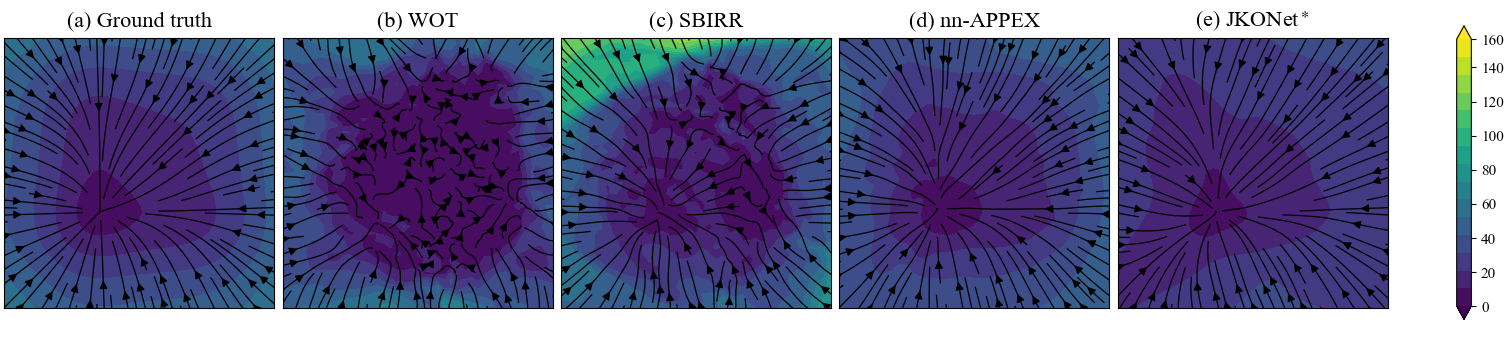 (a) Ground truth
(b) WOT
(c) SBIRR
(d) nn-APPEX
(e) JKONet*
160
140
120
100
80
60
40
20
0